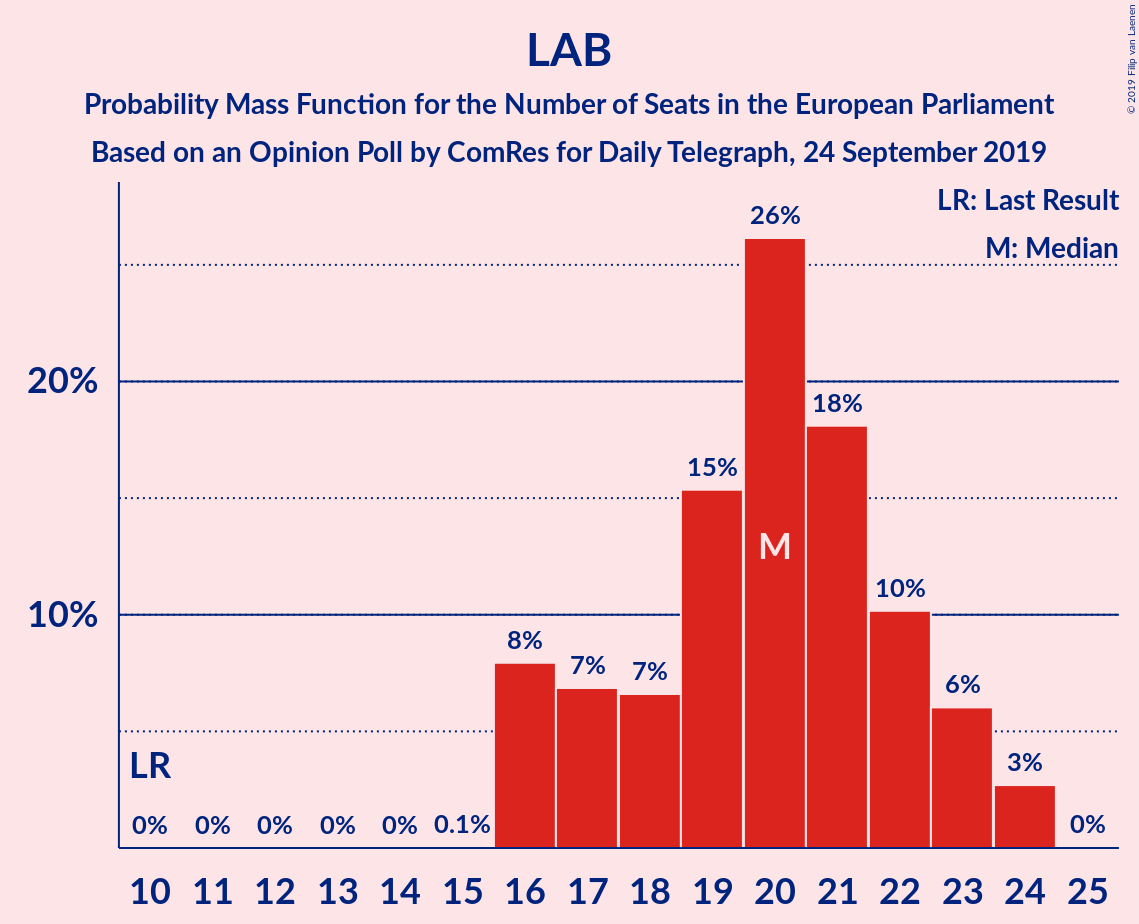 LAB
Probability Mass Function for the Number of Seats in the European Parliament
Based on an Opinion Poll by ComRes for Daily Telegraph, 24 September 2019
© 2019 Filip van Laenen
LR: Last Result
M: Median
26%
20%
18%
15%
M
10%
10%
8%
7%
7%
6%
LR
3%
0% 0% 0% 0% 0% 0.1% 0%
10 11 12 13 14 15 16 17 18 19 20 21 22 23 24 25